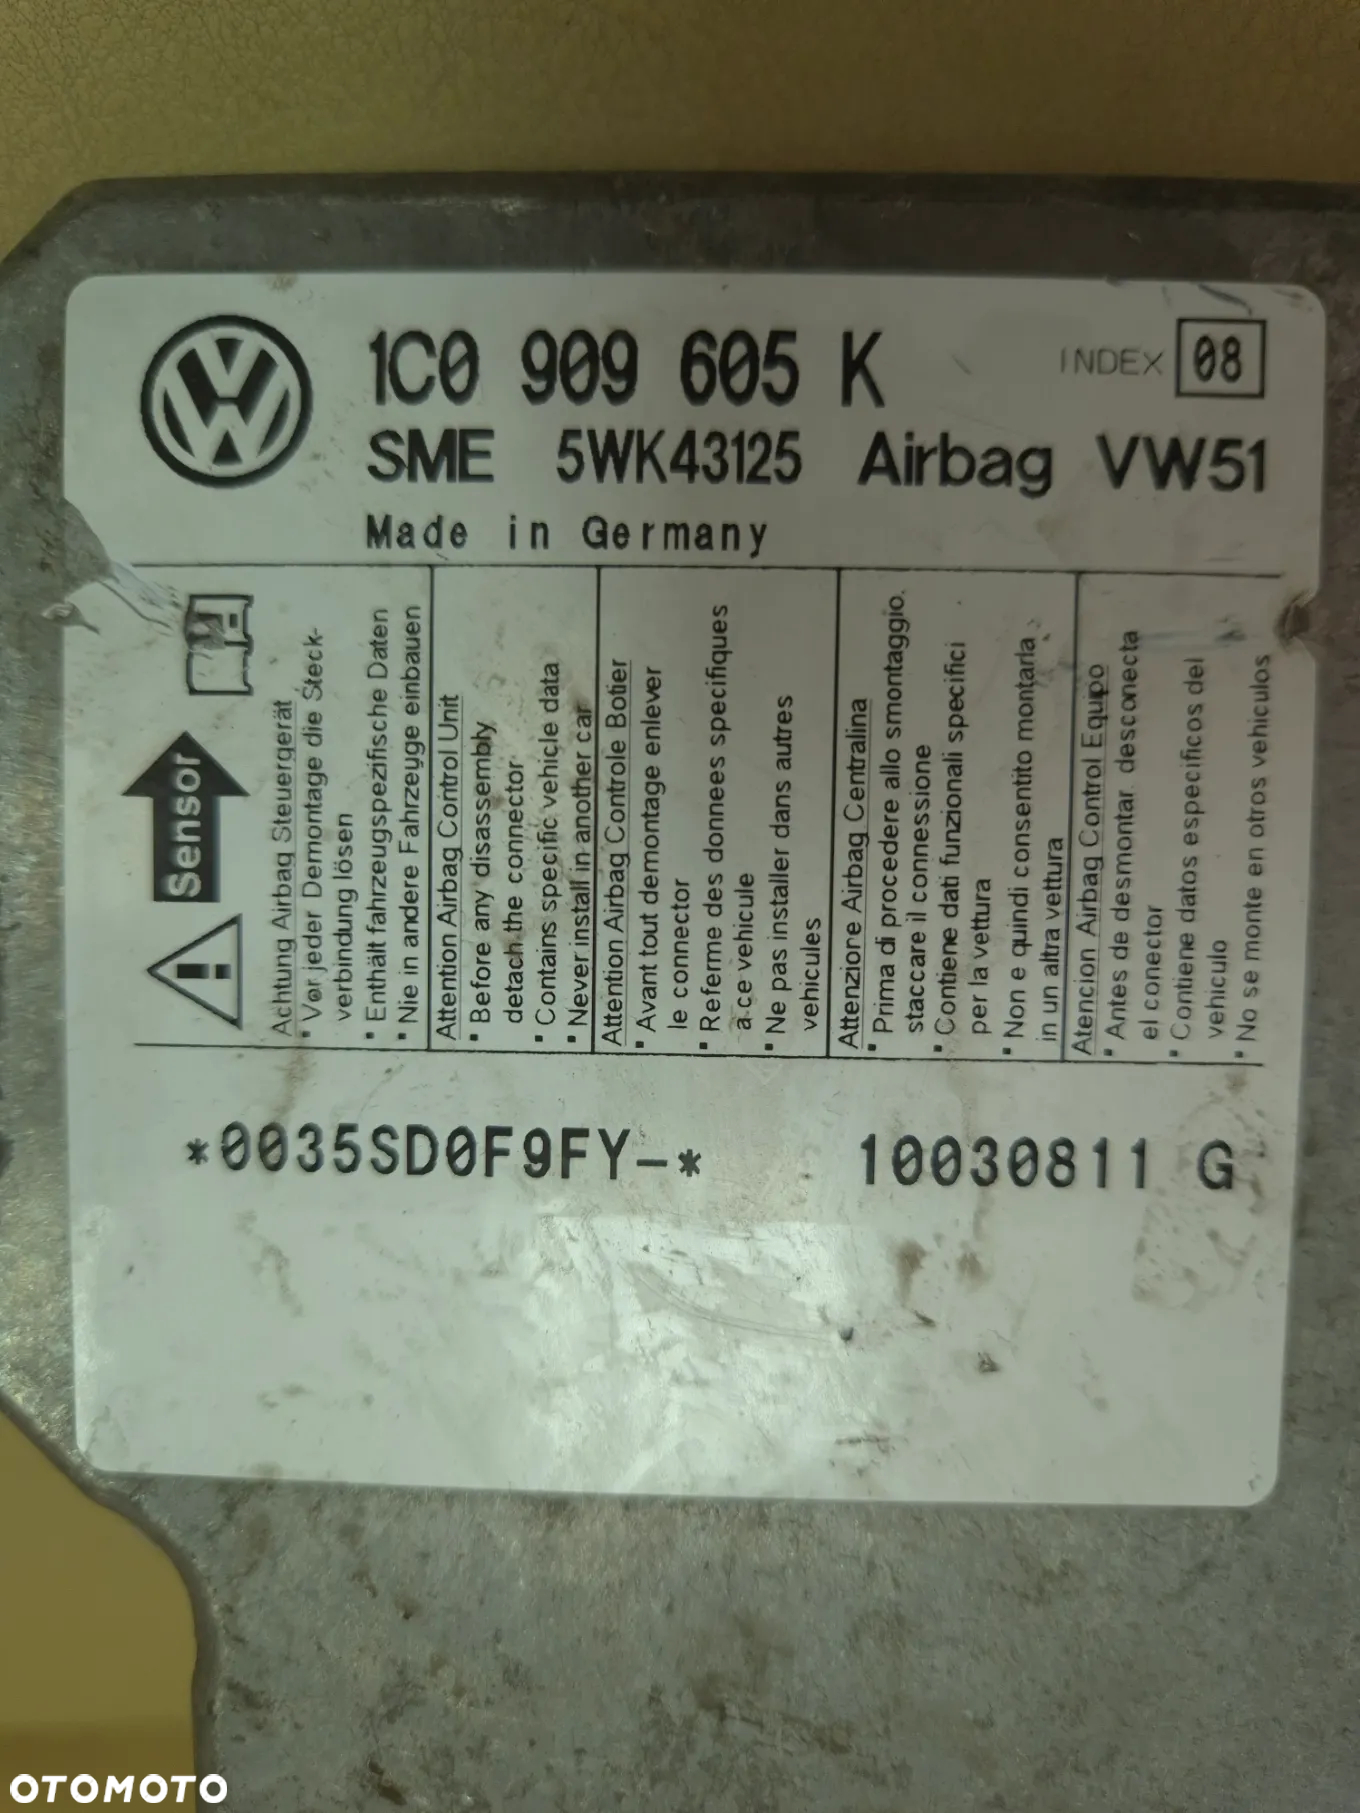 1C0 909 605 K INDEX 08
SME 5WK43125 Airbag VW51
Made in Germany
Sensor
Achtung Airbag Steuergerät
• Vor jeder Demontage die Steck-
verbindung lösen
• Enthält fahrzeugspezifische Daten
• Nie in andere Fahrzeuge einbauen
Attention Airbag Control Unit
• Before any disassembly
detach the connector
• Contains specific vehicle data
• Never install in another car
Attention Airbag Controle Botier
• Avant tout demontage enlever
le connector
• Referme des donnees specifiques
a ce vehicule
• Ne pas installer dans autres
vehicules
Attenzione Airbag Centralina
• Prima di procedere allo smontaggio.
staccare il connessione
• Contiene dati funzionali specifici
per la vettura
• Non e quindi consentito montarla
in un altra vettura
Atencion Airbag Control Equipo
• Antes de desmontar. desconecta
el conector
• Contiene datos especificos del
vehiculo
• No se monte en otros vehiculos
*0035SD0F9FY-* 10030811 G
OTOMOTO